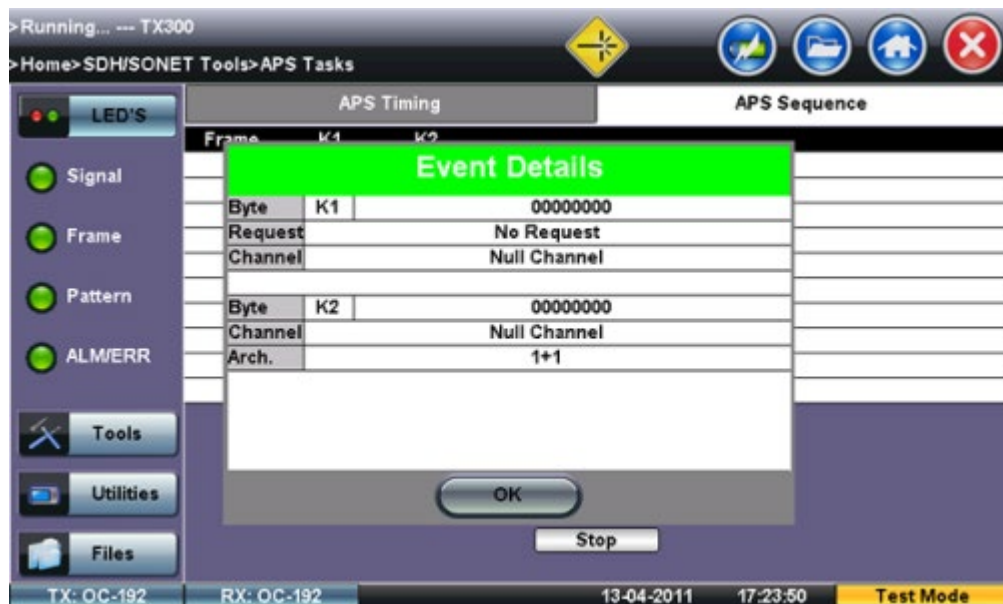 >Running... --- TX300
>Home>SDH/SONET Tools>APS Tasks
LED'S
APS Timing
APS Sequence
Frame K1 K2
Event Details
Signal
Byte K1 00000000
Request No Request
Frame
Channel Null Channel
Pattern
Byte K2 00000000
Channel Null Channel
ALM/ERR
Arch. 1+1
Tools
Utilities
OK
Stop
Files
TX: OC-192 RX: OC-192 13-04-2011 17:23:50 Test Mode